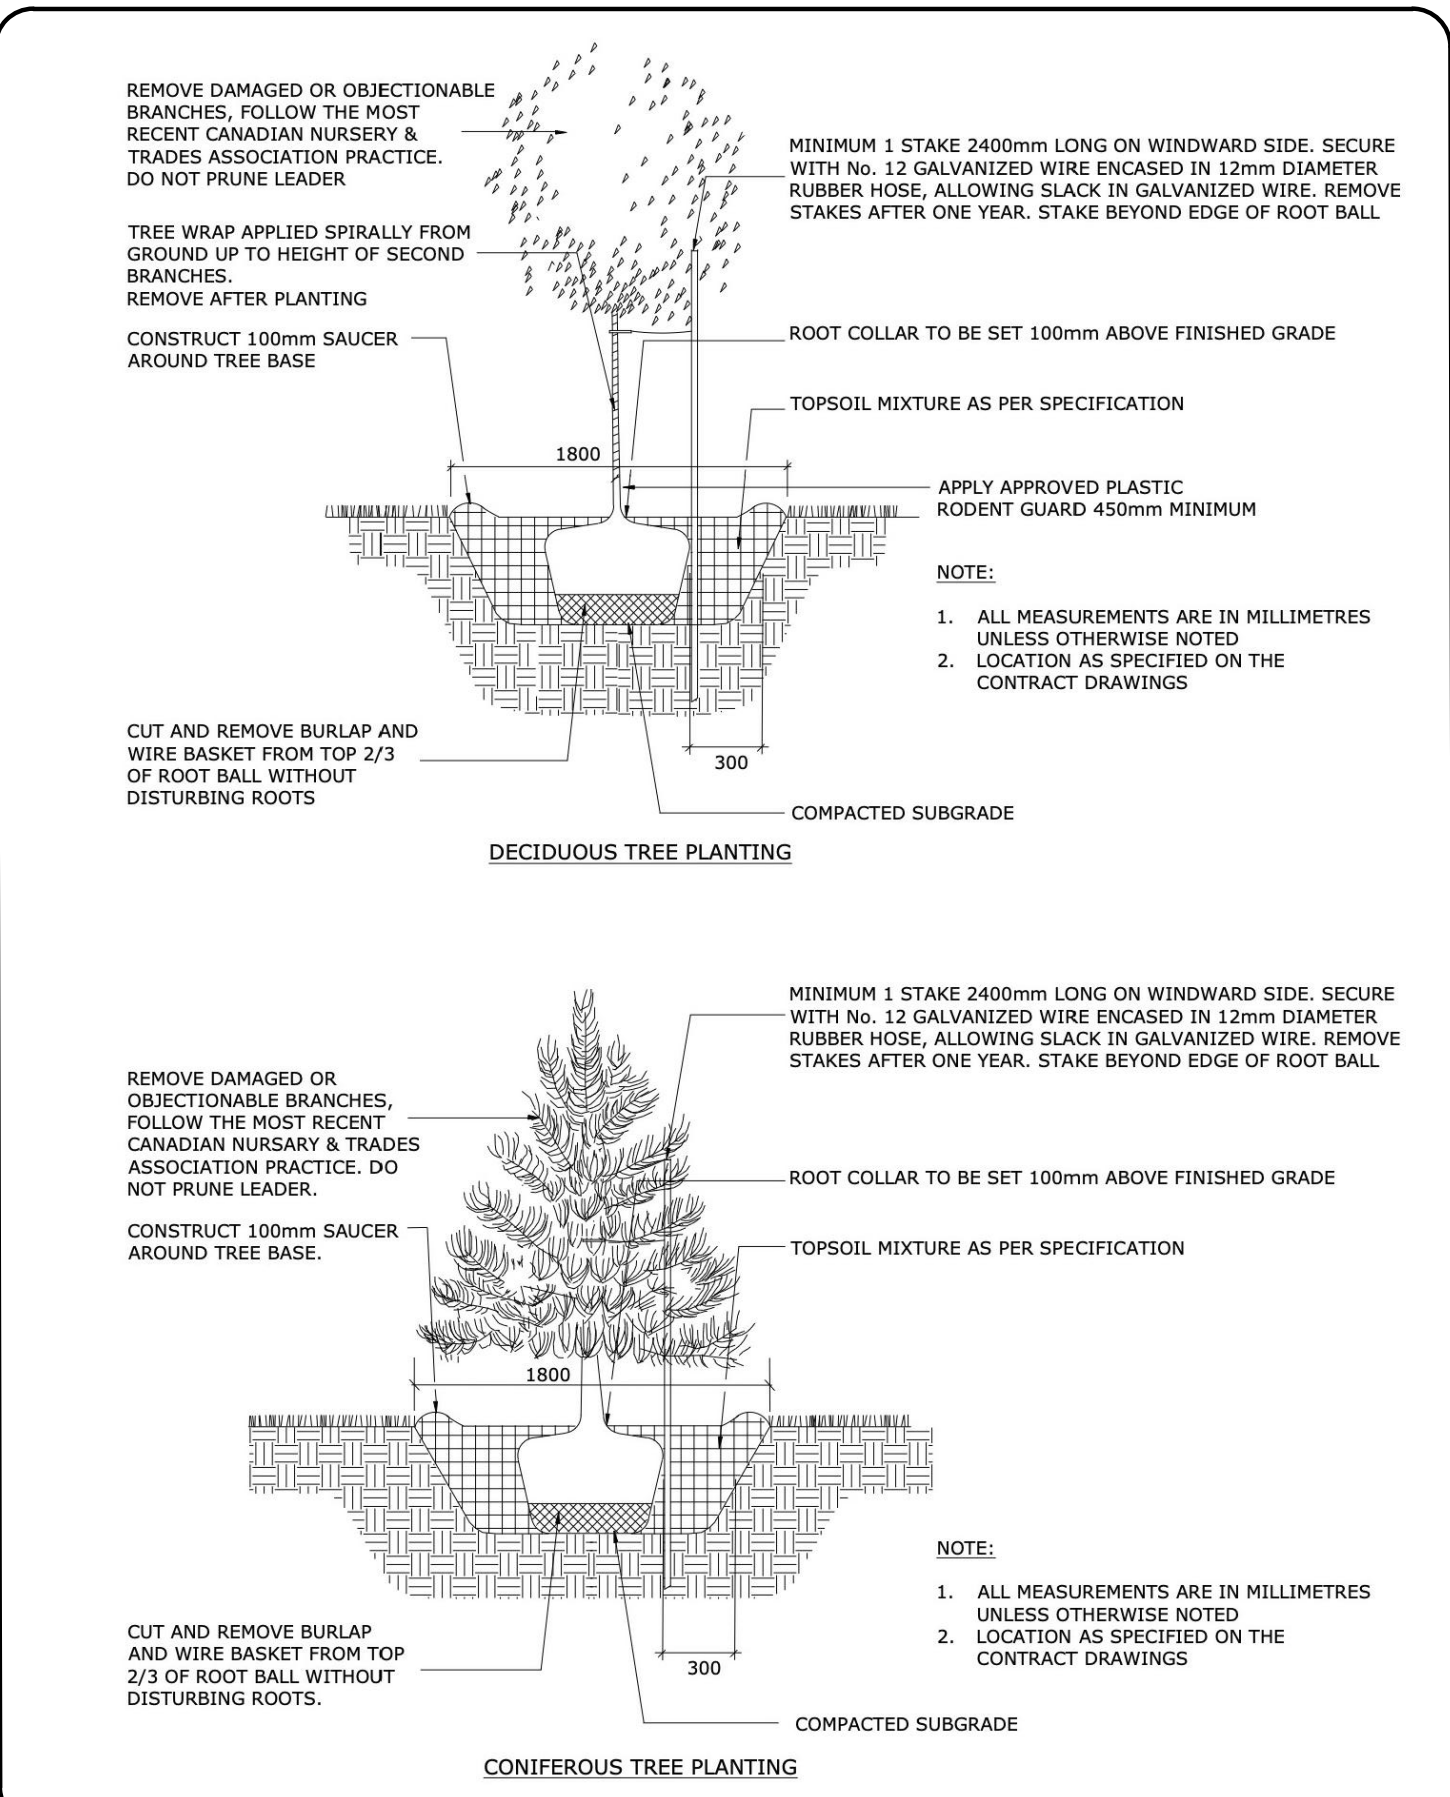 REMOVE DAMAGED OR OBJECTIONABLE
BRANCHES, FOLLOW THE MOST
RECENT CANADIAN NURSERY &
TRADES ASSOCIATION PRACTICE.
DO NOT PRUNE LEADER
MINIMUM 1 STAKE 2400mm LONG ON WINDWARD SIDE. SECURE
WITH No. 12 GALVANIZED WIRE ENCASED IN 12mm DIAMETER
RUBBER HOSE, ALLOWING SLACK IN GALVANIZED WIRE. REMOVE
STAKES AFTER ONE YEAR. STAKE BEYOND EDGE OF ROOT BALL
TREE WRAP APPLIED SPIRALLY FROM
GROUND UP TO HEIGHT OF SECOND
BRANCHES.
REMOVE AFTER PLANTING
CONSTRUCT 100mm SAUCER
AROUND TREE BASE
ROOT COLLAR TO BE SET 100mm ABOVE FINISHED GRADE
TOPSOIL MIXTURE AS PER SPECIFICATION
1800
APPLY APPROVED PLASTIC
RODENT GUARD 450mm MINIMUM
NOTE:
1. ALL MEASUREMENTS ARE IN MILLIMETRES
UNLESS OTHERWISE NOTED
2. LOCATION AS SPECIFIED ON THE
CONTRACT DRAWINGS
CUT AND REMOVE BURLAP AND
WIRE BASKET FROM TOP 2/3
OF ROOT BALL WITHOUT
DISTURBING ROOTS
300
COMPACTED SUBGRADE
DECIDUOUS TREE PLANTING
MINIMUM 1 STAKE 2400mm LONG ON WINDWARD SIDE. SECURE
WITH No. 12 GALVANIZED WIRE ENCASED IN 12mm DIAMETER
RUBBER HOSE, ALLOWING SLACK IN GALVANIZED WIRE. REMOVE
STAKES AFTER ONE YEAR. STAKE BEYOND EDGE OF ROOT BALL
REMOVE DAMAGED OR
OBJECTIONABLE BRANCHES,
FOLLOW THE MOST RECENT
CANADIAN NURSARY & TRADES
ASSOCIATION PRACTICE. DO
NOT PRUNE LEADER.
ROOT COLLAR TO BE SET 100mm ABOVE FINISHED GRADE
CONSTRUCT 100mm SAUCER
AROUND TREE BASE.
TOPSOIL MIXTURE AS PER SPECIFICATION
1800
NOTE:
1. ALL MEASUREMENTS ARE IN MILLIMETRES
UNLESS OTHERWISE NOTED
2. LOCATION AS SPECIFIED ON THE
CONTRACT DRAWINGS
CUT AND REMOVE BURLAP
AND WIRE BASKET FROM TOP
2/3 OF ROOT BALL WITHOUT
DISTURBING ROOTS.
300
COMPACTED SUBGRADE
CONIFEROUS TREE PLANTING